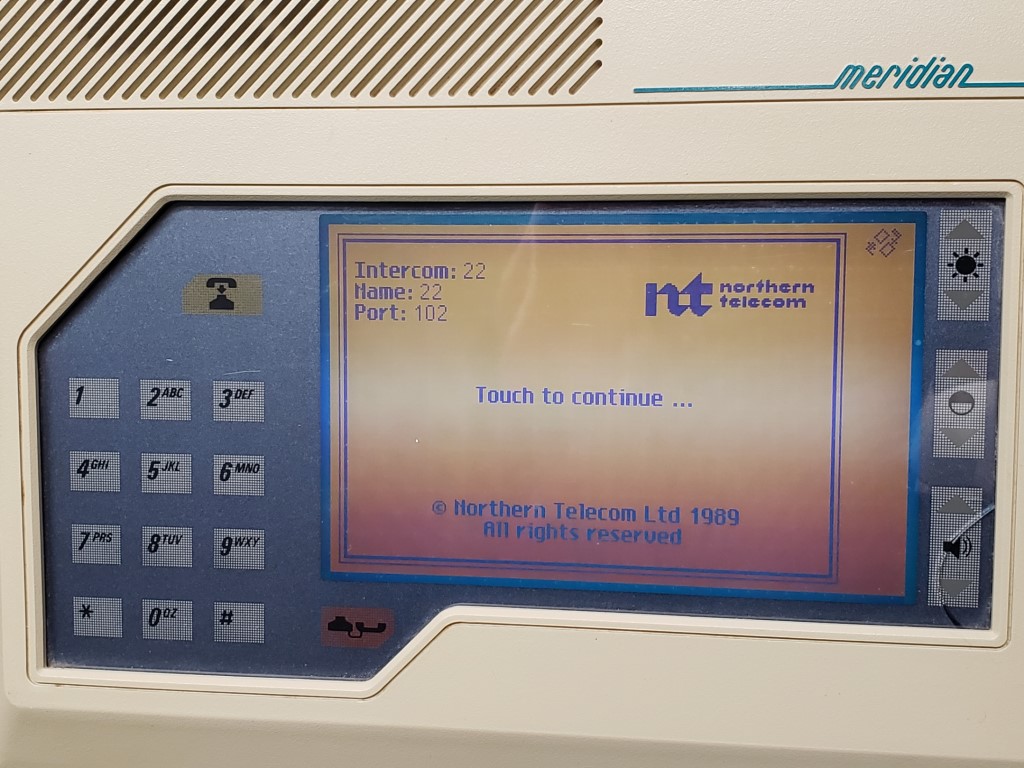 meridian
Intercom: 22
Name: 22
Port: 102
nt northern
telecom
Touch to continue ...
© Northern Telecom Ltd 1989
All rights reserved
1 2ABC 3DEF
4GHI 5JKL 6MNO
7PRS 8TUV 9WXY
* 0QZ #